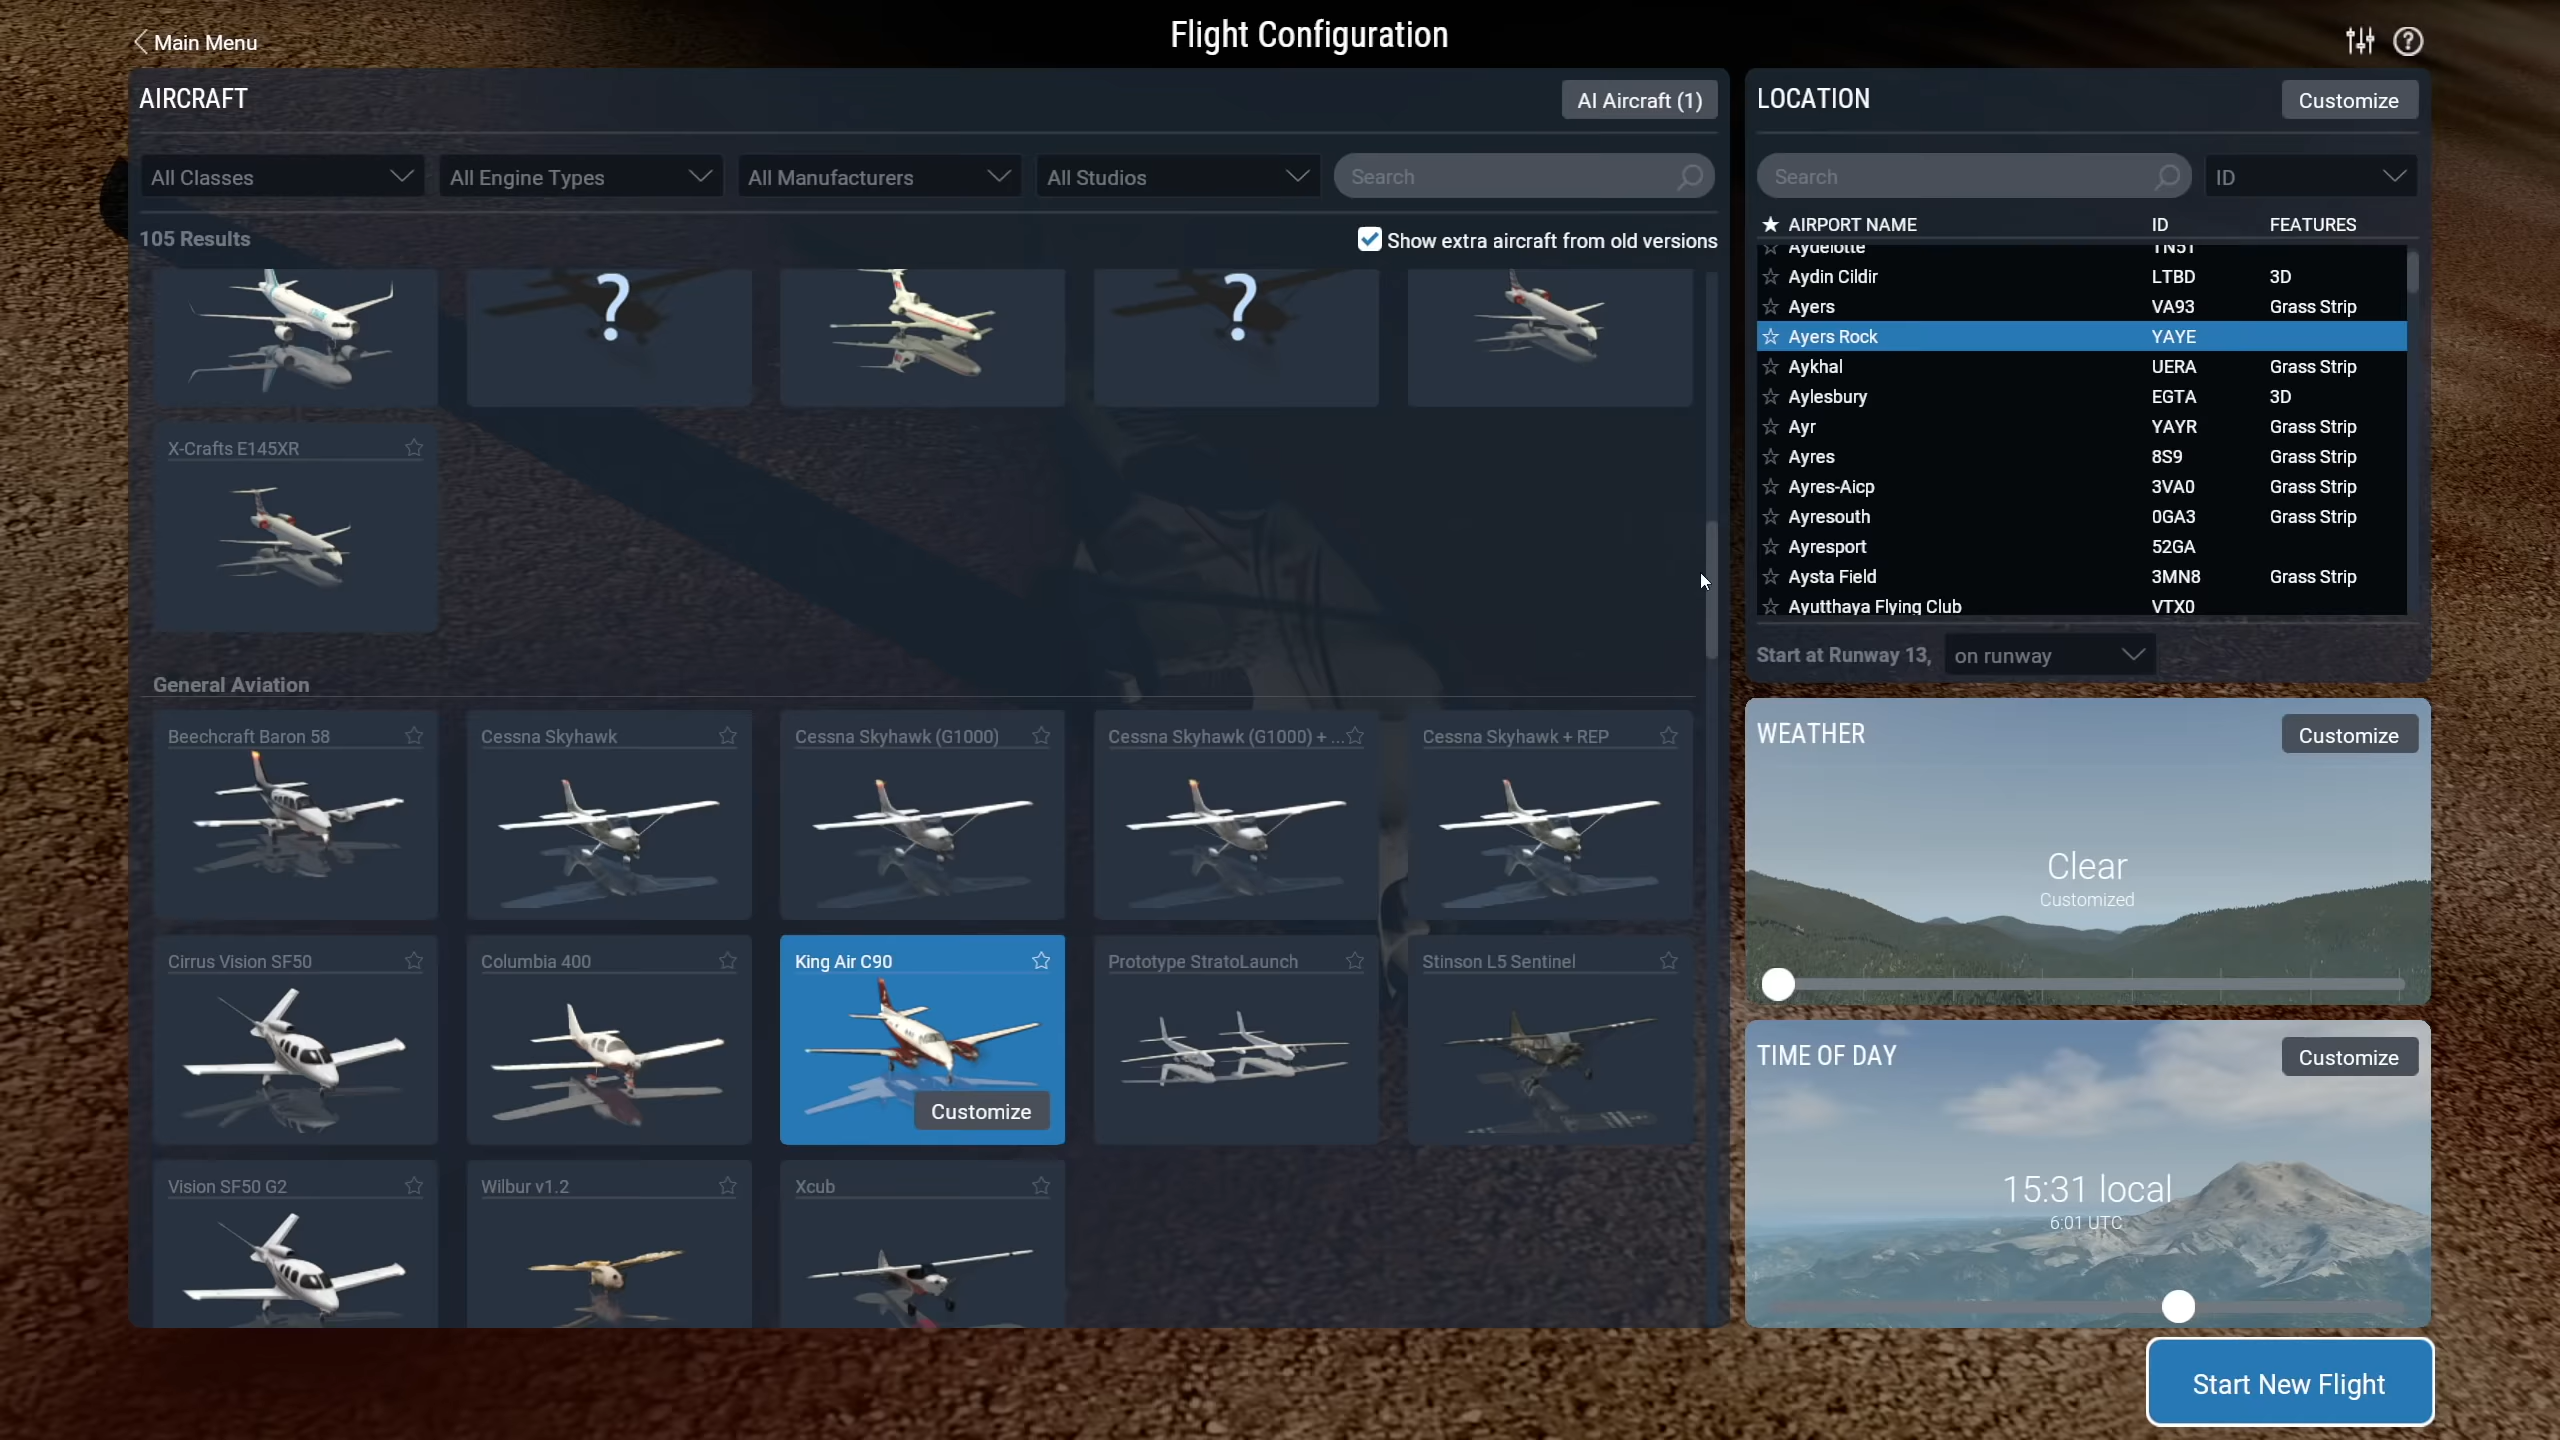 Main Menu
Flight Configuration
AIRCRAFT
AI Aircraft (1)
All Classes
All Engine Types
All Manufacturers
All Studios
Search
105 Results
Show extra aircraft from old versions
?
?
X-Crafts E145XR
General Aviation
Beechcraft Baron 58
Cessna Skyhawk
Cessna Skyhawk (G1000)
Cessna Skyhawk (G1000) + ...
Cessna Skyhawk + REP
Cirrus Vision SF50
Columbia 400
King Air C90
Prototype StratoLaunch
Stinson L5 Sentinel
Customize
Vision SF50 G2
Wilbur v1.2
Xcub
LOCATION
Customize
Search
ID
AIRPORT NAME ID FEATURES
Aydelotte TN51
Aydin Cildir LTBD 3D
Ayers VA93 Grass Strip
Ayers Rock YAYE
Aykhal UERA Grass Strip
Aylesbury EGTA 3D
Ayr YAYR Grass Strip
Ayres 8S9 Grass Strip
Ayres-Aicp 3VA0 Grass Strip
Ayresouth 0GA3 Grass Strip
Ayresport 52GA
Aysta Field 3MN8 Grass Strip
Ayutthaya Flying Club VTX0
Start at Runway 13, on runway
WEATHER
Customize
Clear
Customized
TIME OF DAY
Customize
15:31 local
6:01 UTC
Start New Flight